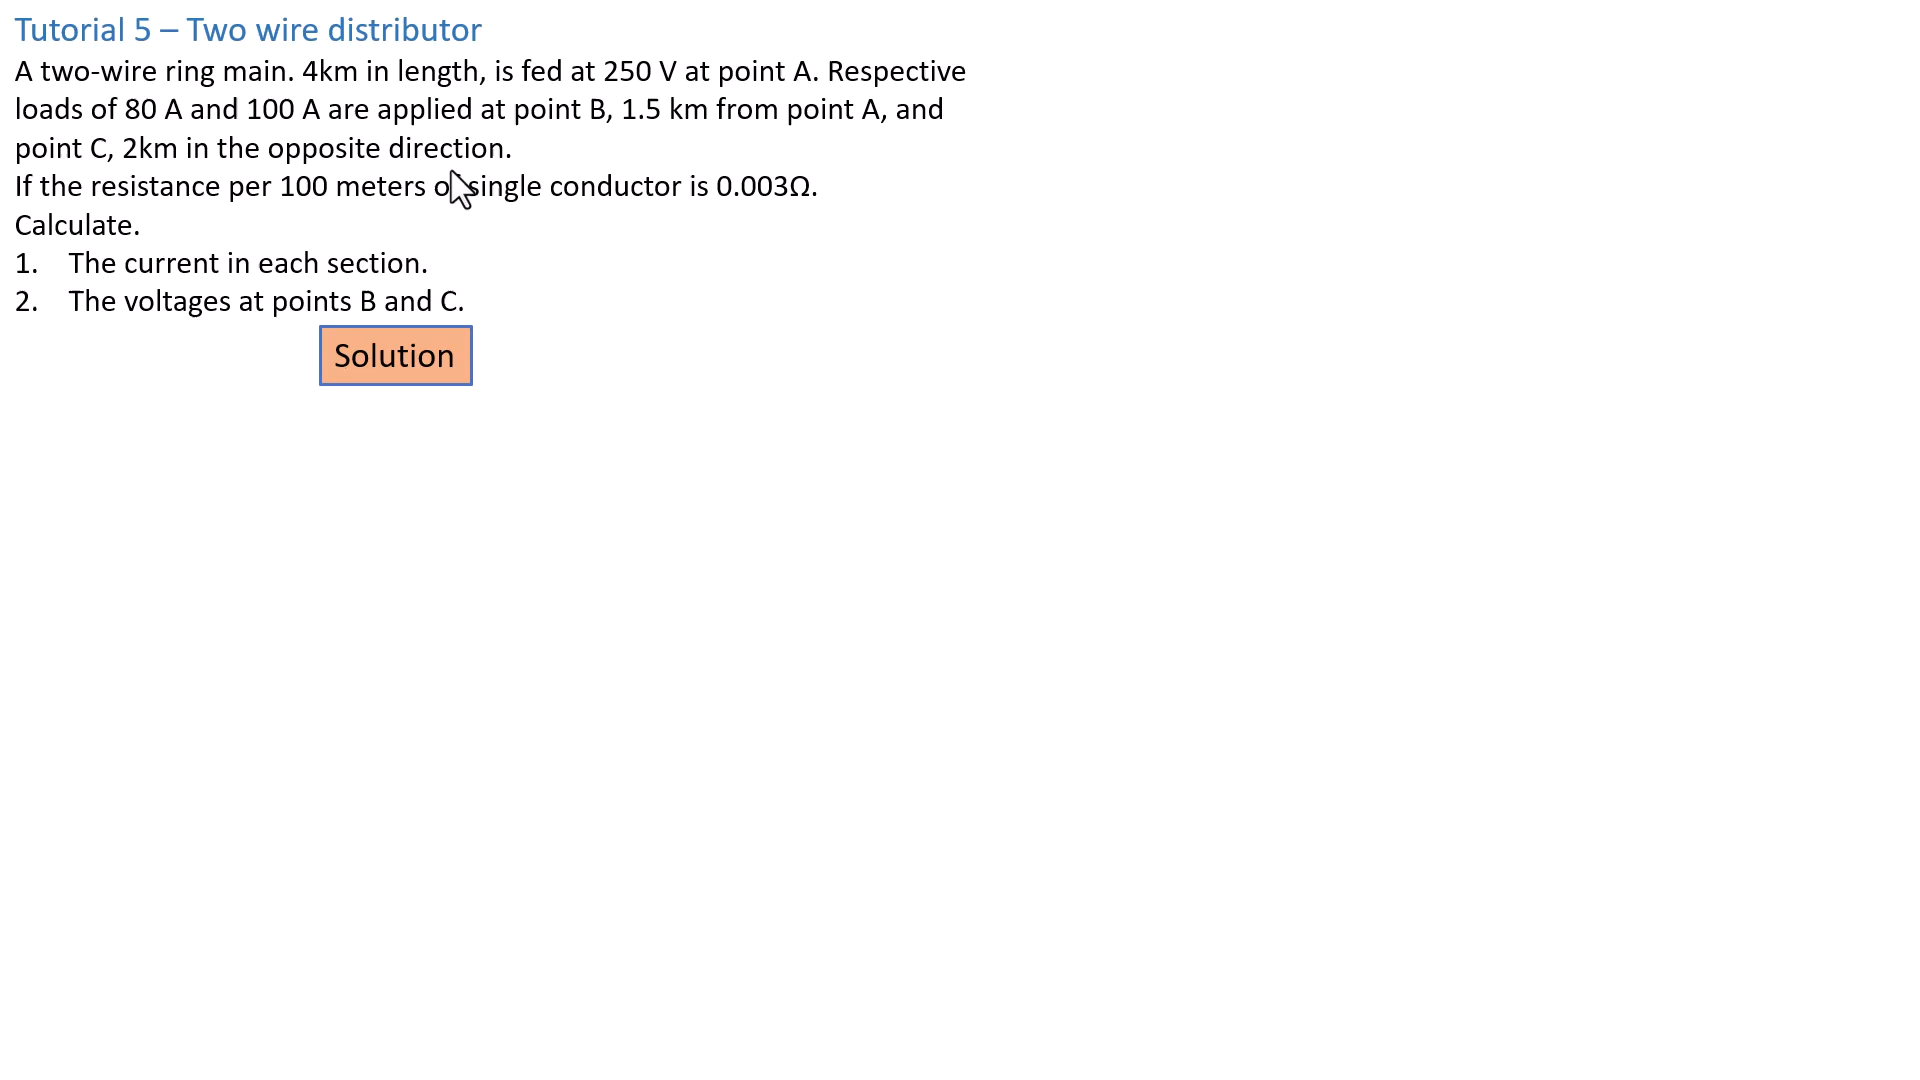 Tutorial 5 – Two wire distributor
A two-wire ring main. 4km in length, is fed at 250 V at point A. Respective
loads of 80 A and 100 A are applied at point B, 1.5 km from point A, and
point C, 2km in the opposite direction.
If the resistance per 100 meters single conductor is 0.003Ω.
Calculate.
1. The current in each section.
2. The voltages at points B and C.
Solution